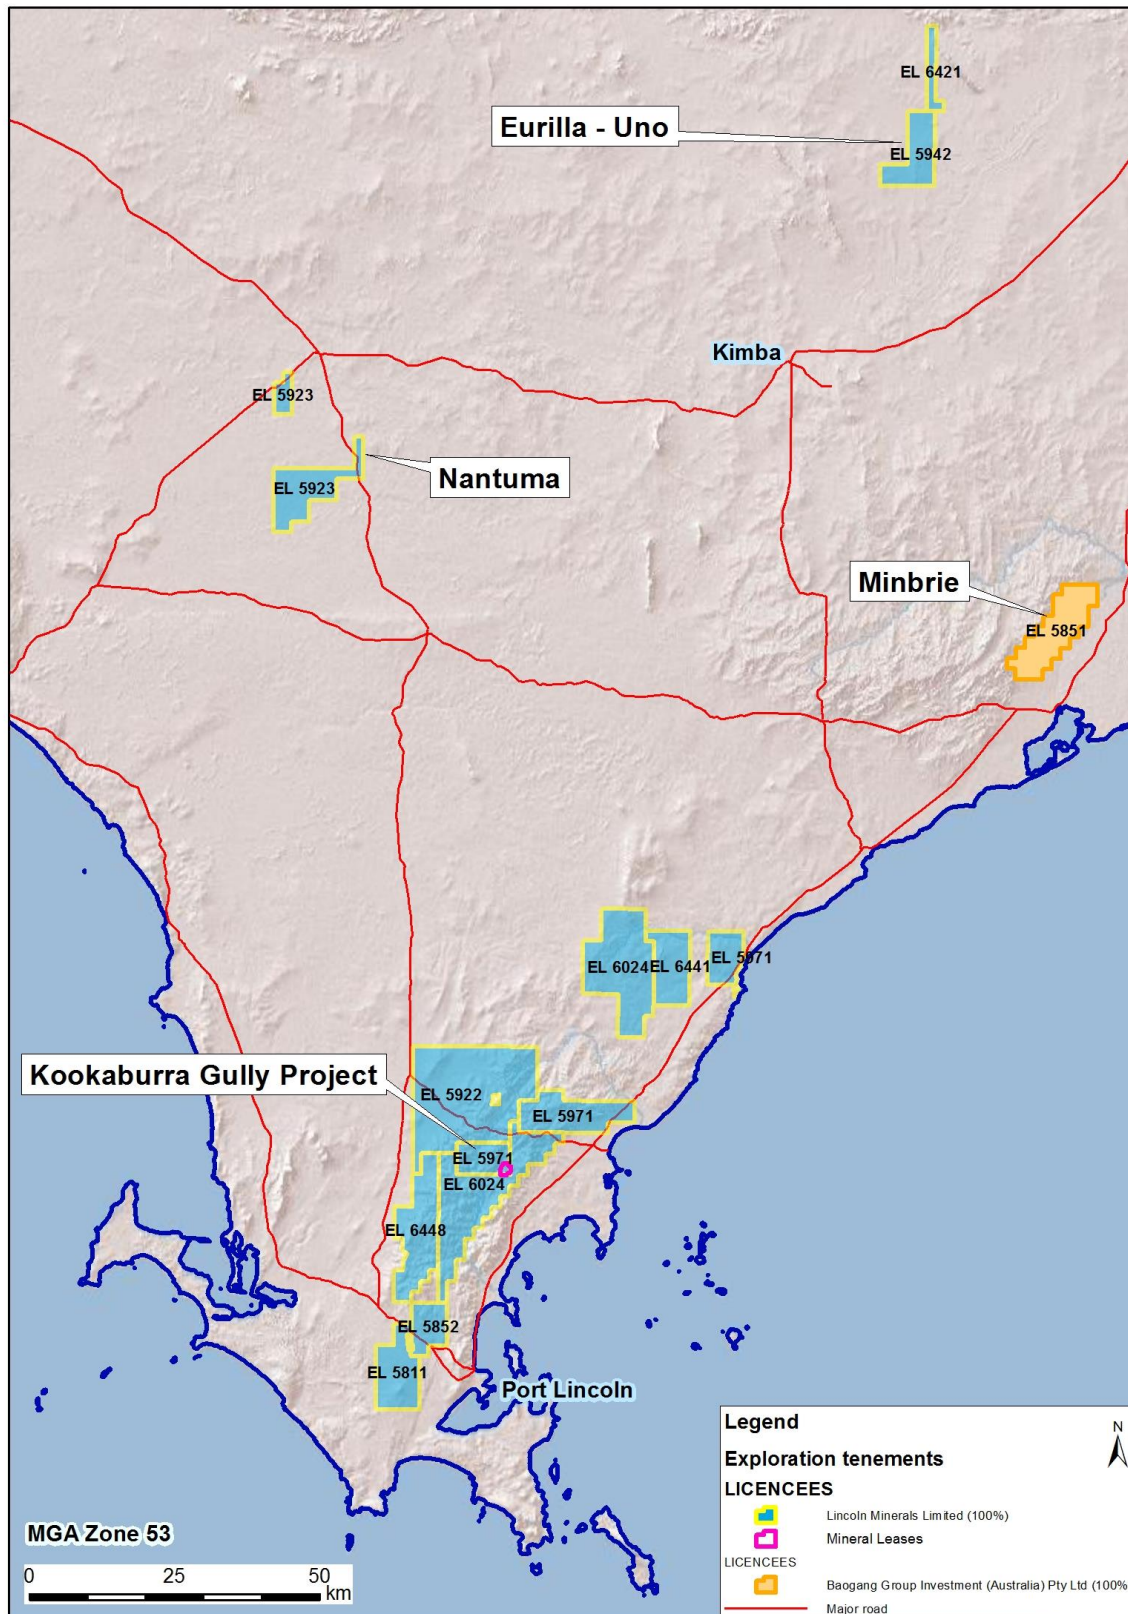 EL 6421
Eurilla - Uno
EL 5942
Kimba
EL 5923
Nantuma
EL 5923
Minbrie
EL 5851
EL 6024
EL 6441
EL 5971
Kookaburra Gully Project
EL 5922
EL 5971
EL 5971
EL 6024
EL 6448
EL 5852
EL 5811
Port Lincoln
MGA Zone 53
0 25 50
km
Legend
N
Exploration tenements
LICENCEES
Lincoln Minerals Limited (100%)
Mineral Leases
LICENCEES
Baogang Group Investment (Australia) Pty Ltd (100%
Major road